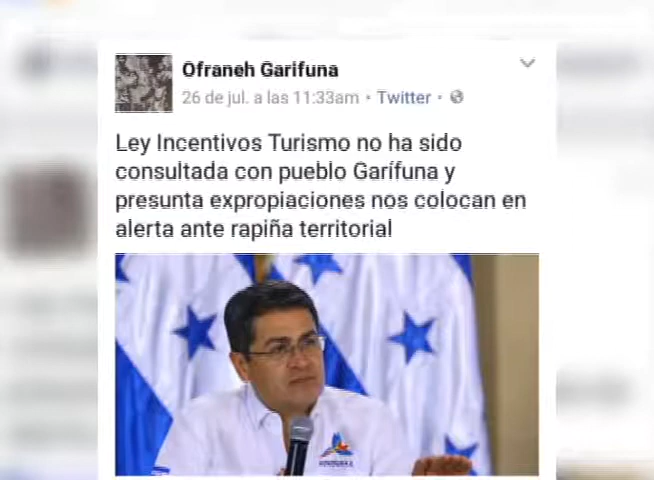 Ofraneh Garifuna
26 de jul. a las 11:33am · Twitter ·
Ley Incentivos Turismo no ha sido
consultada con pueblo Garífuna y
presunta expropiaciones nos colocan en
alerta ante rapiña territorial